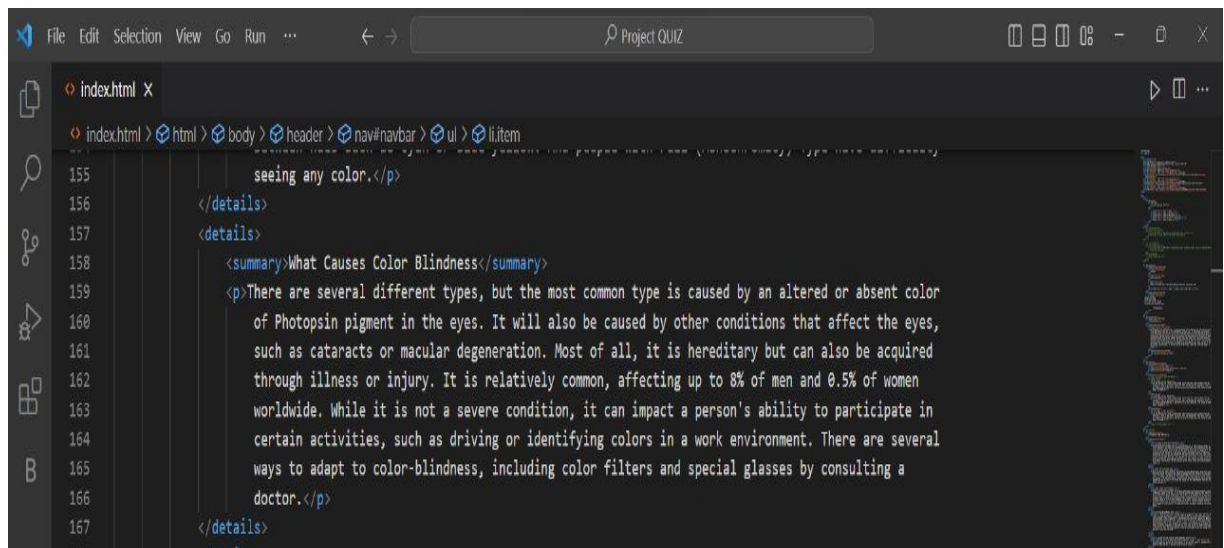 File Edit Selection View Go Run ··· ← → Project QUIZ
index.html X
index.html > html > body > header > nav#navbar > ul > li.item
155 seeing any color.</p>
156 </details>
157 <details>
158 <summary>What Causes Color Blindness</summary>
159 <p>There are several different types, but the most common type is caused by an altered or absent color
160 of Photopsin pigment in the eyes. It will also be caused by other conditions that affect the eyes,
161 such as cataracts or macular degeneration. Most of all, it is hereditary but can also be acquired
162 through illness or injury. It is relatively common, affecting up to 8% of men and 0.5% of women
163 worldwide. While it is not a severe condition, it can impact a person's ability to participate in
164 certain activities, such as driving or identifying colors in a work environment. There are several
165 ways to adapt to color-blindness, including color filters and special glasses by consulting a
166 doctor.</p>
167 </details>
B